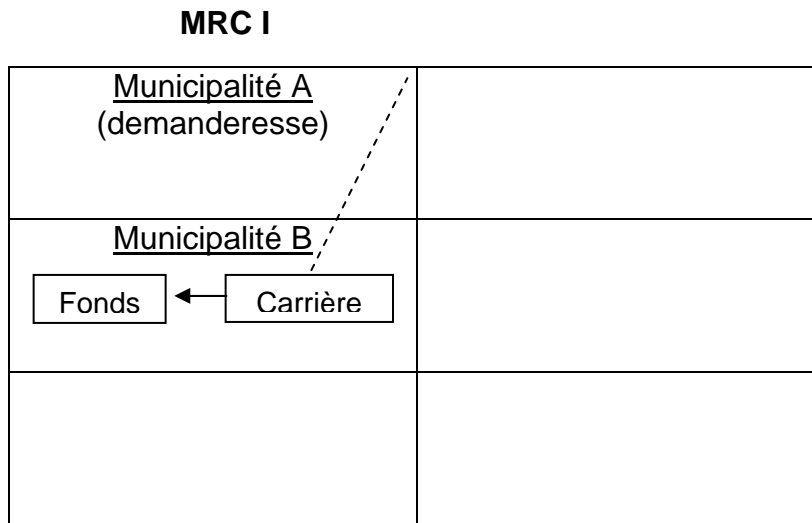 MRC I
Municipalité A
(demanderesse)
Municipalité B
Fonds
Carrière